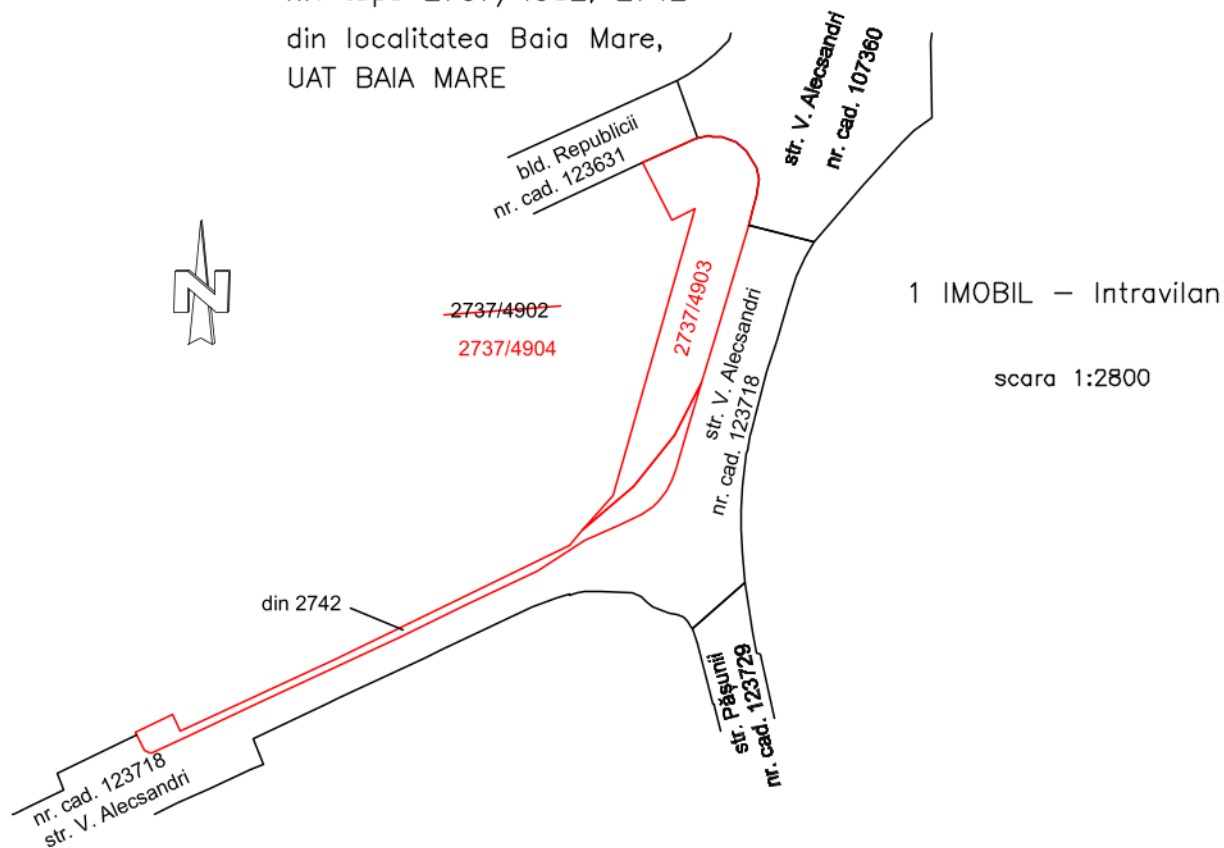 din localitatea Baia Mare,
UAT BAIA MARE
bld. Republicii
nr. cad. 123631
str. V. Alecsandri
nr. cad. 107360
N
2737/4902
2737/4904
2737/4903
str. V. Alecsandri
nr. cad. 123718
1 IMOBIL – Intravilan
scara 1:2800
din 2742
str. Pășunii
nr. cad. 123729
nr. cad. 123718
str. V. Alecsandri